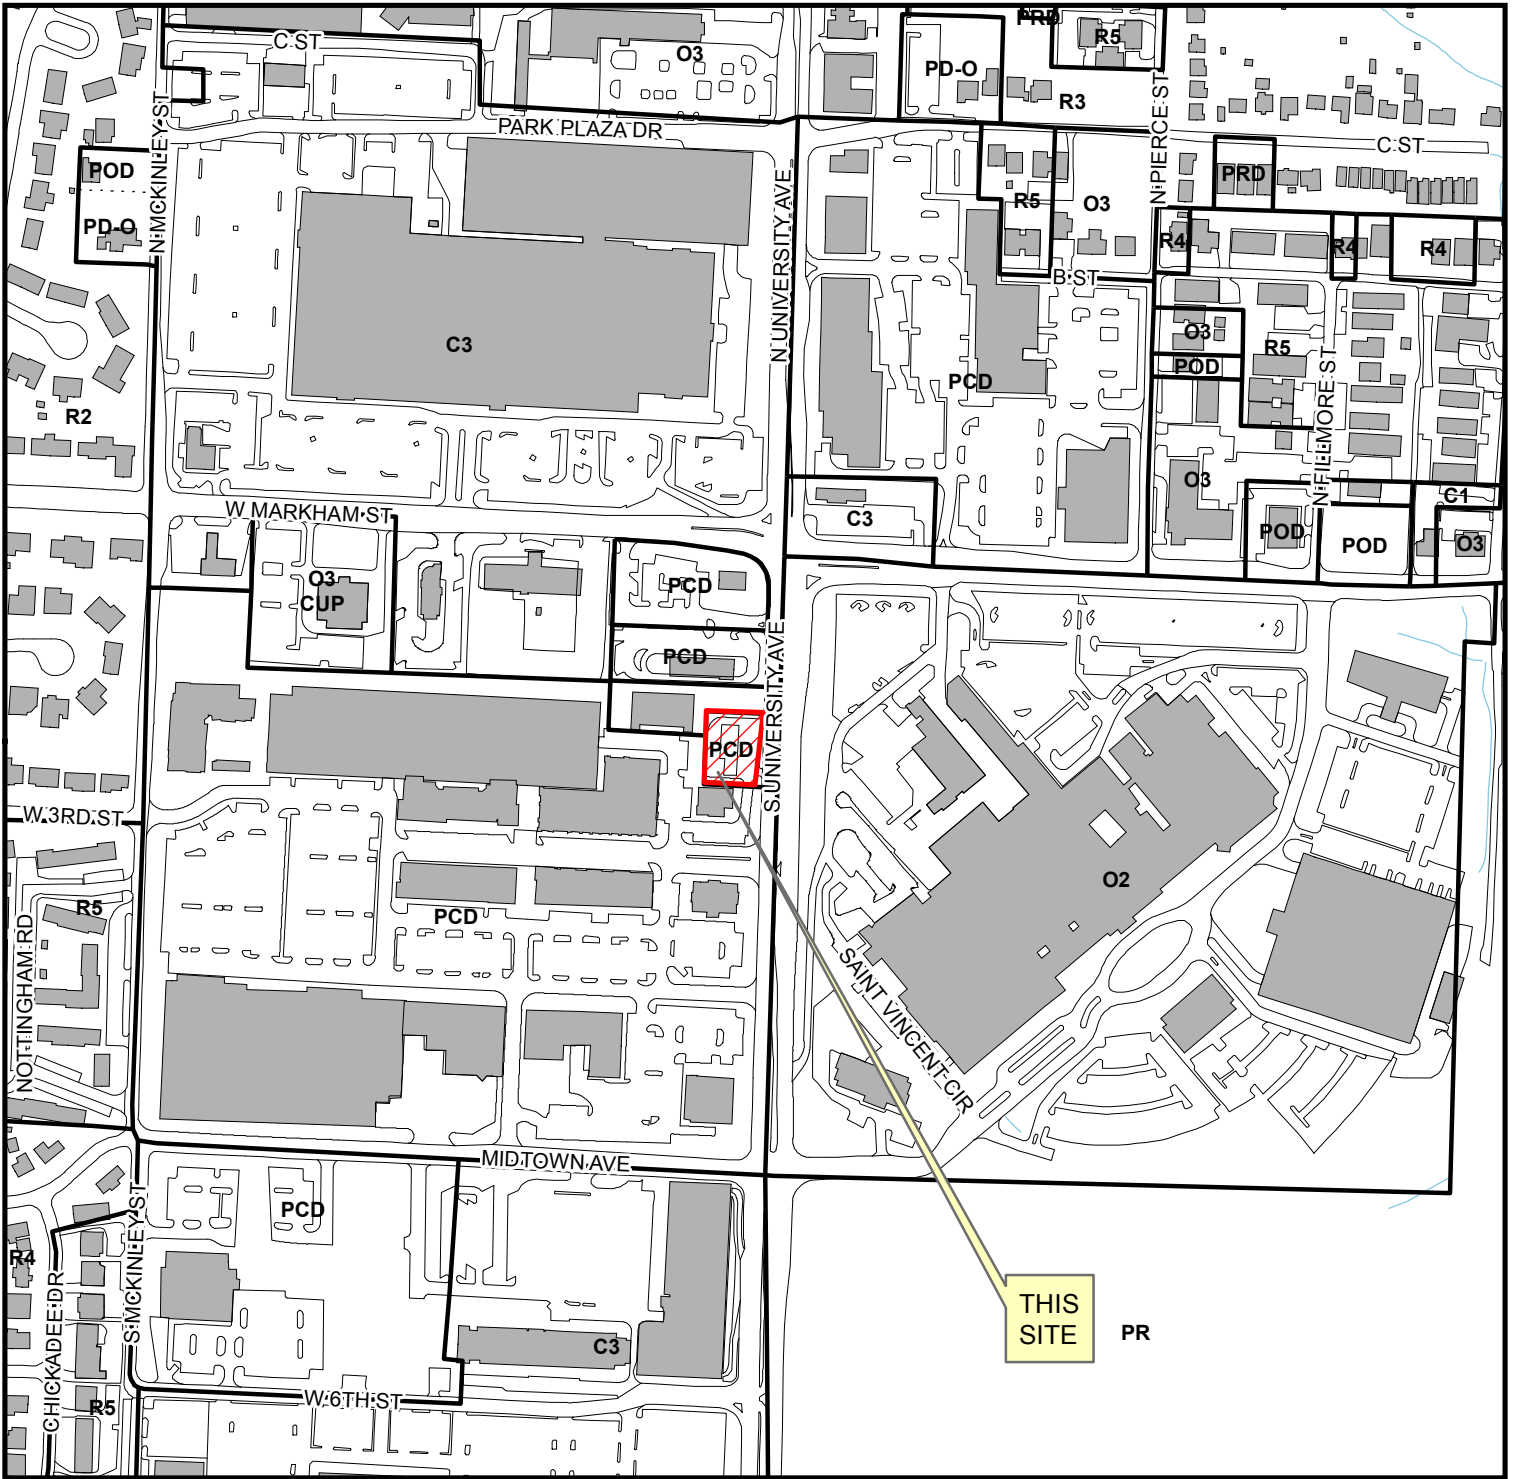 PRD
C ST
O3
R5
PD-O
R3
N MCKINLEY ST
PARK PLAZA DR
N PIERCE ST
C ST
POD
PRD
R5
O3
PD-O
R4
R4
R4
N UNIVERSITY AVE
B ST
C3
O3
R5
POD
PCD
N FILLMORE ST
R2
O3
C1
W MARKHAM ST
C3
POD
POD
O3
O3
CUP
PCD
PCD
S UNIVERSITY AVE
PCD
W 3RD ST
O2
R5
PCD
NOTTINGHAM RD
SAINT VINCENT CIR
MIDTOWN AVE
PCD
S MCKINLEY ST
R4
CHICKADEE DR
THIS
SITE
PR
C3
W 6TH ST
R5